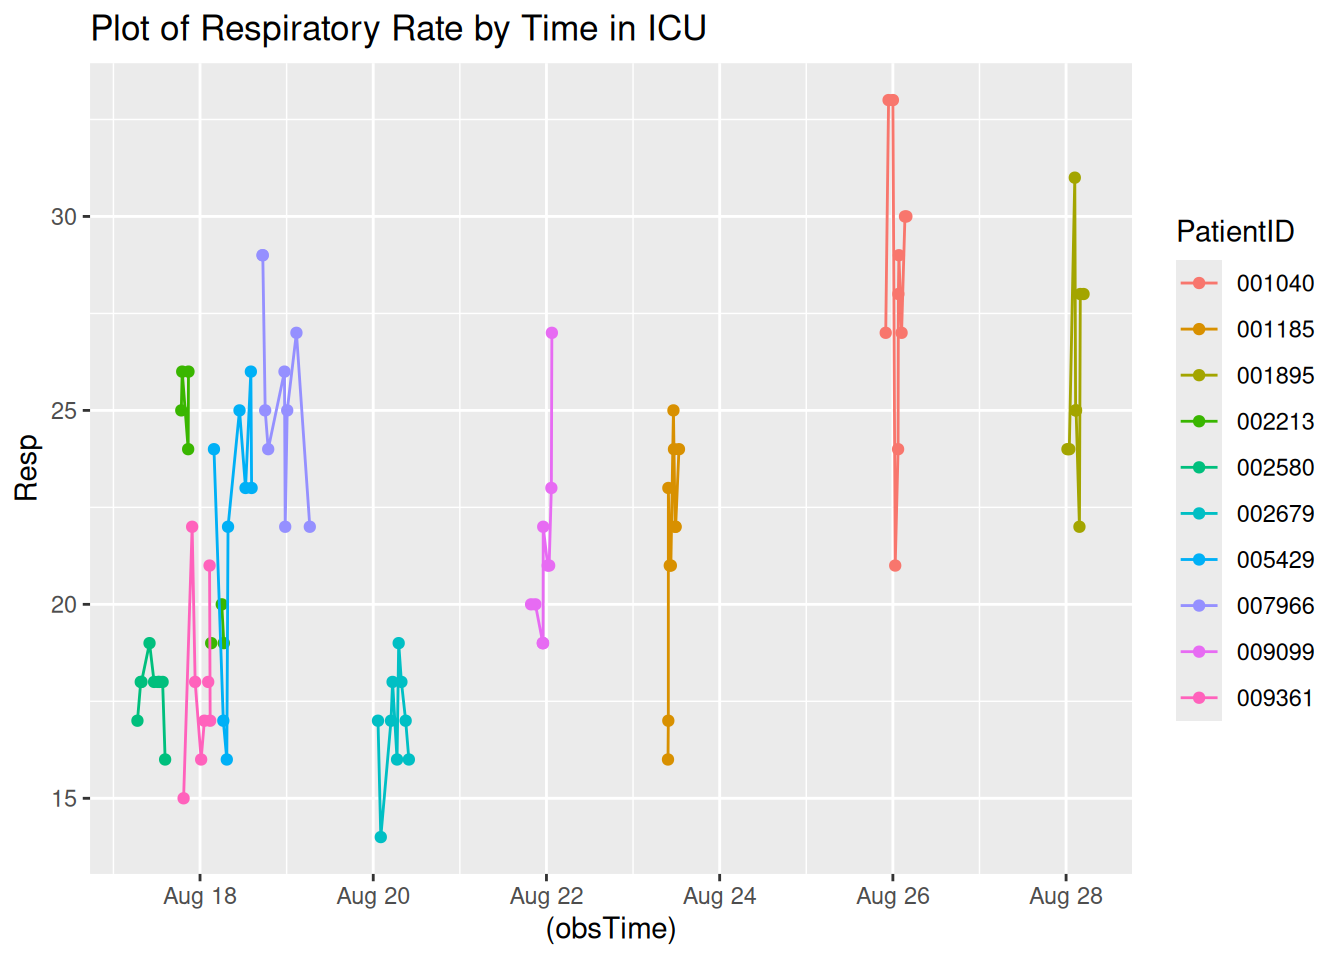 Plot of Respiratory Rate by Time in ICU
Resp
30
25
20
15
Aug 18 Aug 20 Aug 22 Aug 24 Aug 26 Aug 28
(obsTime)
PatientID
001040
001185
001895
002213
002580
002679
005429
007966
009099
009361